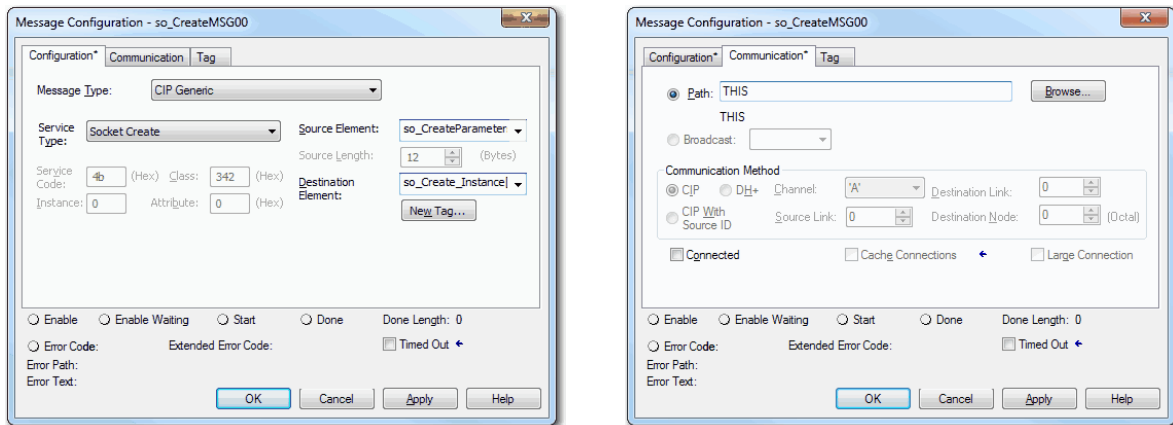 Message Configuration - so_CreateMSG00
Configuration* Communication Tag
Message Type: CIP Generic
Service Type: Socket Create
Source Element: so_CreateParameter
Source Length: 12 (Bytes)
Service Code: 4b (Hex) Class: 342 (Hex)
Destination Element: so_Create_Instance
Instance: 0 Attribute: 0 (Hex)
New Tag...
Enable Enable Waiting Start Done Done Length: 0
Error Code: Extended Error Code: Timed Out
Error Path:
Error Text:
OK Cancel Apply Help
Message Configuration - so_CreateMSG00
Configuration* Communication* Tag
Path: THIS Browse...
THIS
Broadcast:
Communication Method
CIP DH+ Channel: 'A' Destination Link: 0
CIP With Source ID Source Link: 0 Destination Node: 0 (Octal)
Connected Cache Connections Large Connection
Enable Enable Waiting Start Done Done Length: 0
Error Code: Extended Error Code: Timed Out
Error Path:
Error Text:
OK Cancel Apply Help